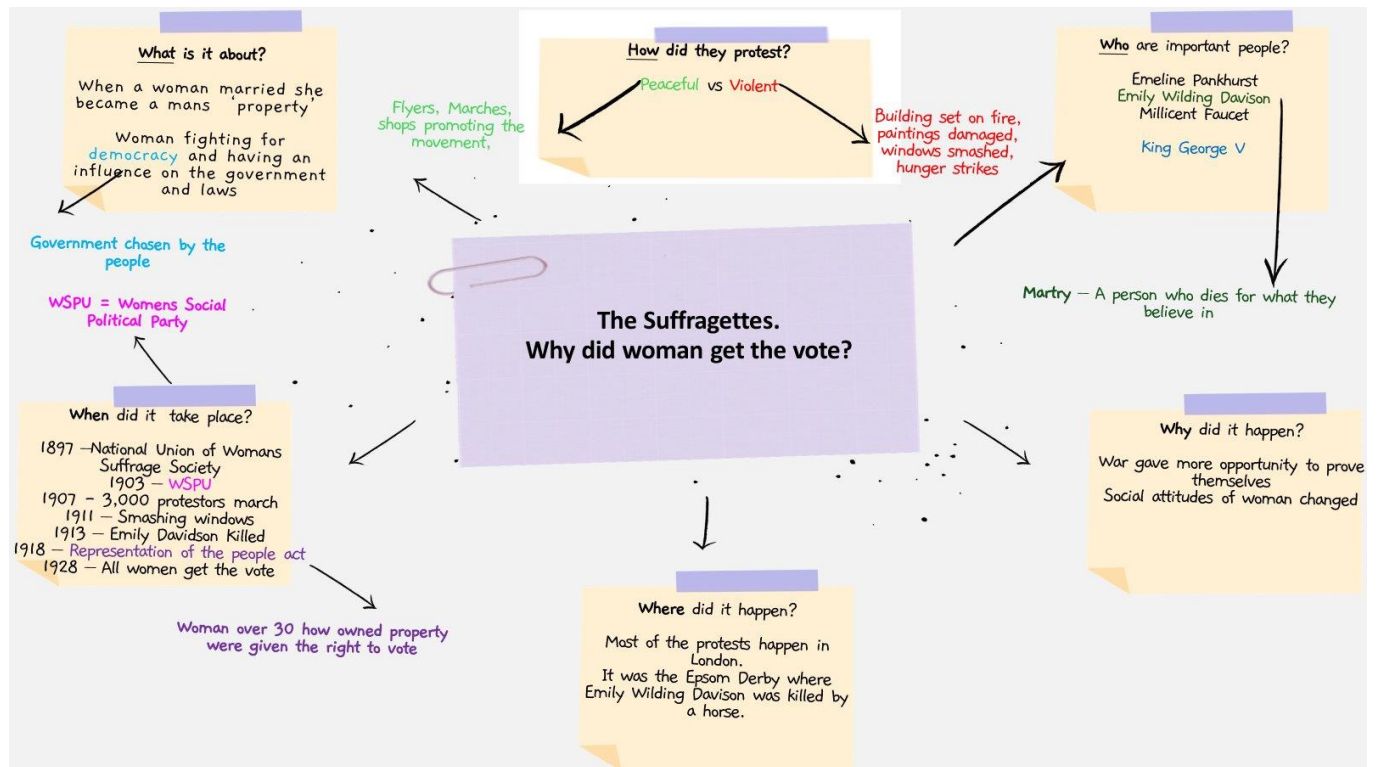 What is it about?
When a woman married she
became a mans 'property'
Woman fighting for
democracy and having an
influence on the government
and laws
Government chosen by the
people
How did they protest?
Peaceful vs Violent
Flyers, Marches,
shops promoting the
movement,
Building set on fire,
paintings damaged,
windows smashed,
hunger strikes
Who are important people?
Emeline Pankhurst
Emily Wilding Davison
Millicent Faucet
King George V
Martry – A person who dies for what they
believe in
The Suffragettes.
Why did woman get the vote?
WSPU = Womens Social
Political Party
When did it take place?
1897 –National Union of Womans
Suffrage Society
1903 – WSPU
1907 - 3,000 protestors march
1911 – Smashing windows
1913 – Emily Davidson Killed
1918 – Representation of the people act
1928 – All women get the vote
Woman over 30 how owned property
were given the right to vote
Where did it happen?
Most of the protests happen in
London.
It was the Epsom Derby where
Emily Wilding Davison was killed by
a horse.
Why did it happen?
War gave more opportunity to prove
themselves
Social attitudes of woman changed